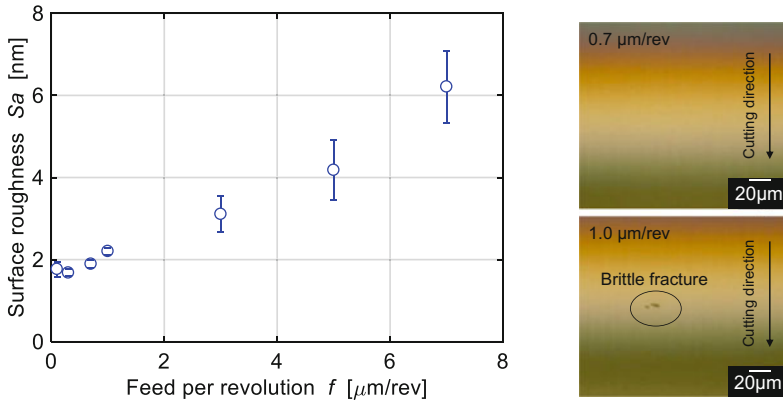 8
6
4
2
0
0
2
4
6
8
Surface roughness Sa [nm]
Feed per revolution f [μm/rev]
0.7 μm/rev
Cutting direction
20μm
1.0 μm/rev
Brittle fracture
Cutting direction
20μm